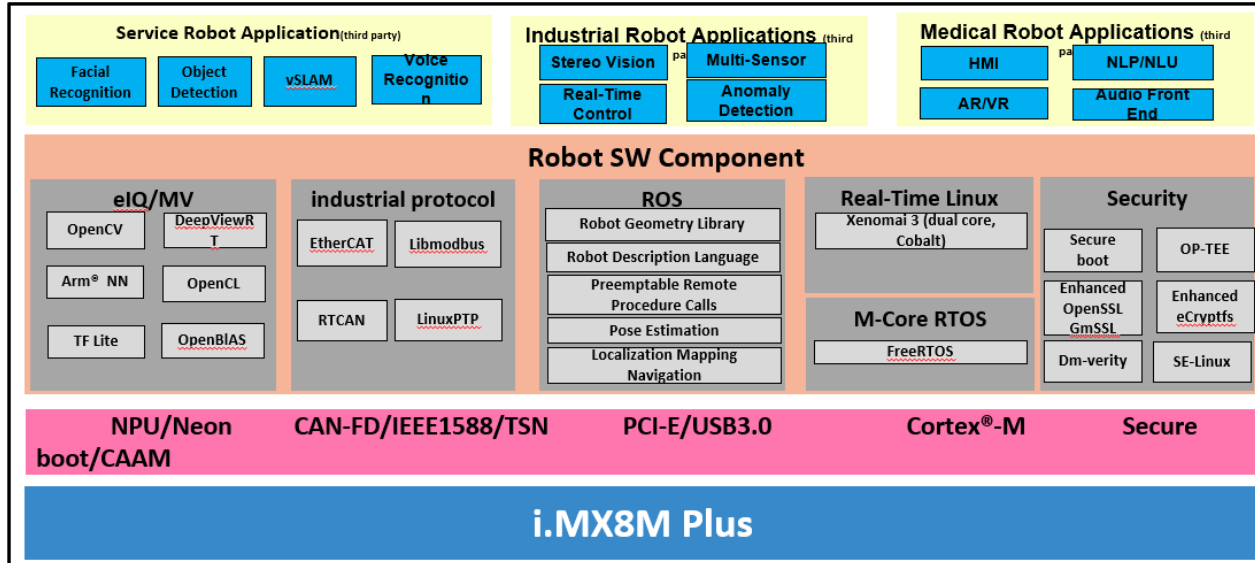 Service Robot Application(third party)
Facial
Recognition
Object
Detection
vSLAM
Voice
Recognitio
n
Industrial Robot Applications (third
pa
Stereo Vision
Multi-Sensor
Real-Time
Control
Anomaly
Detection
Medical Robot Applications (third
pa
HMI
NLP/NLU
AR/VR
Audio Front
End
Robot SW Component
eIQ/MV
OpenCV
DeepViewR
T
Arm® NN
OpenCL
TF Lite
OpenBlAS
industrial protocol
EtherCAT
Libmodbus
RTCAN
LinuxPTP
ROS
Robot Geometry Library
Robot Description Language
Preemptable Remote
Procedure Calls
Pose Estimation
Localization Mapping
Navigation
Real-Time Linux
Xenomai 3 (dual core,
Cobalt)
M-Core RTOS
FreeRTOS
Security
Secure
boot
OP-TEE
Enhanced
OpenSSL
GmSSL
Enhanced
eCryptfs
Dm-verity
SE-Linux
NPU/Neon CAN-FD/IEEE1588/TSN PCI-E/USB3.0 Cortex®-M Secure
boot/CAAM
i.MX8M Plus